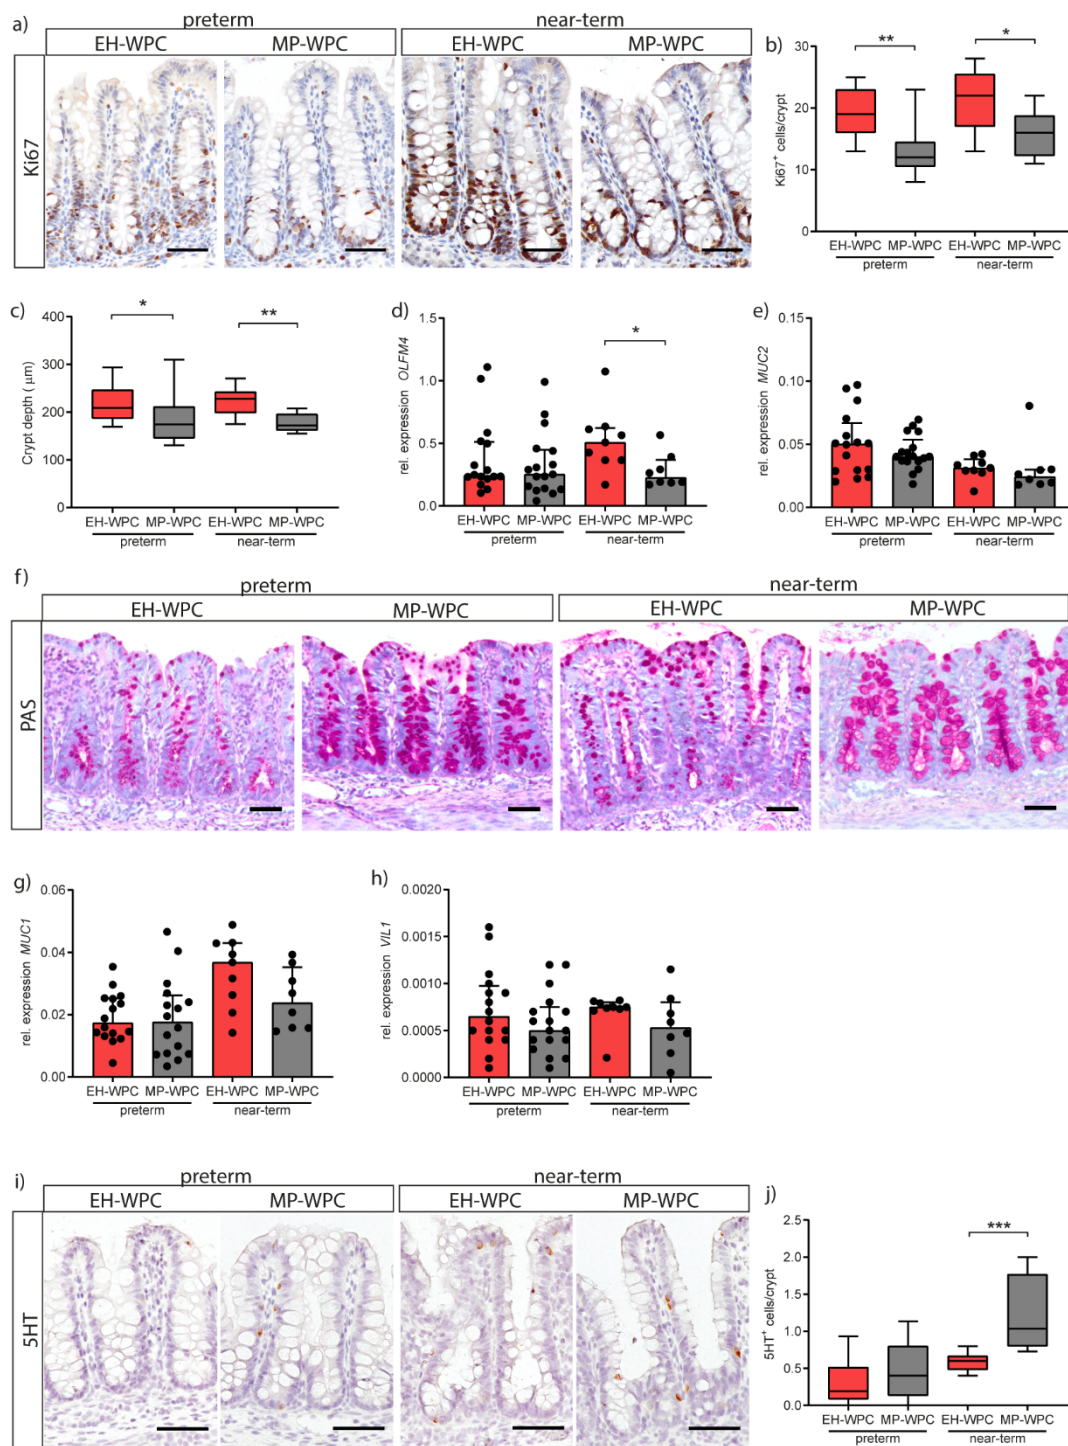 a)
preterm
near-term
EH-WPC
MP-WPC
EH-WPC
MP-WPC
Ki67
b)
Ki67+ cells/crypt
30
20
10
0
**
*
EH-WPC MP-WPC EH-WPC MP-WPC
preterm
near-term
c)
Crypt depth ( μm)
400
300
200
100
0
*
**
EH-WPC MP-WPC EH-WPC MP-WPC
preterm
near-term
d)
rel. expression OLFM4
1.5
1.0
0.5
0.0
*
EH-WPC MP-WPC EH-WPC MP-WPC
preterm
near-term
e)
rel. expression MUC2
0.15
0.10
0.05
0.00
EH-WPC MP-WPC EH-WPC MP-WPC
preterm
near-term
f)
preterm
near-term
EH-WPC
MP-WPC
EH-WPC
MP-WPC
PAS
g)
rel. expression MUC1
0.06
0.04
0.02
0.00
EH-WPC MP-WPC EH-WPC MP-WPC
preterm
near-term
h)
rel. expression VIL1
0.0020
0.0015
0.0010
0.0005
0.0000
EH-WPC MP-WPC EH-WPC MP-WPC
preterm
near-term
i)
preterm
near-term
EH-WPC
MP-WPC
EH-WPC
MP-WPC
5HT
j)
5HT+ cells/crypt
2.5
2.0
1.5
1.0
0.5
0.0
***
EH-WPC MP-WPC EH-WPC MP-WPC
preterm
near-term